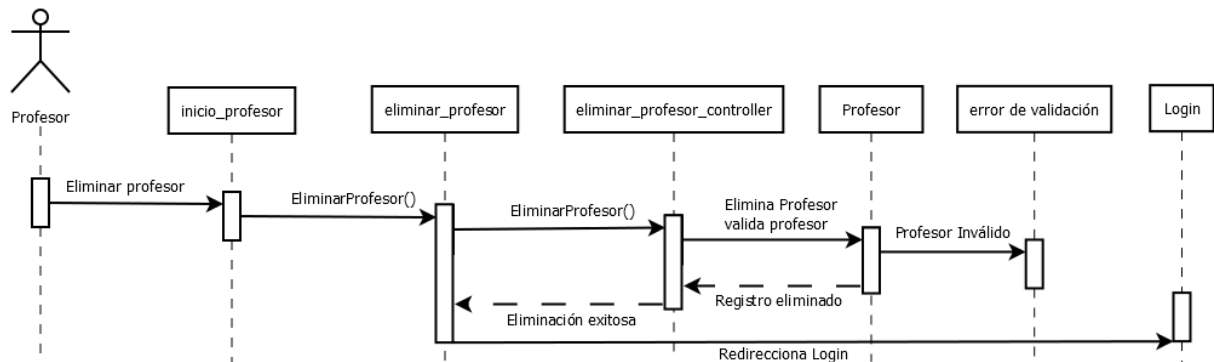 Profesor
inicio_profesor
eliminar_profesor
eliminar_profesor_controller
Profesor
error de validación
Login
Eliminar profesor
EliminarProfesor()
EliminarProfesor()
Elimina Profesor
valida profesor
Profesor Inválido
Registro eliminado
Eliminación exitosa
Redirecciona Login